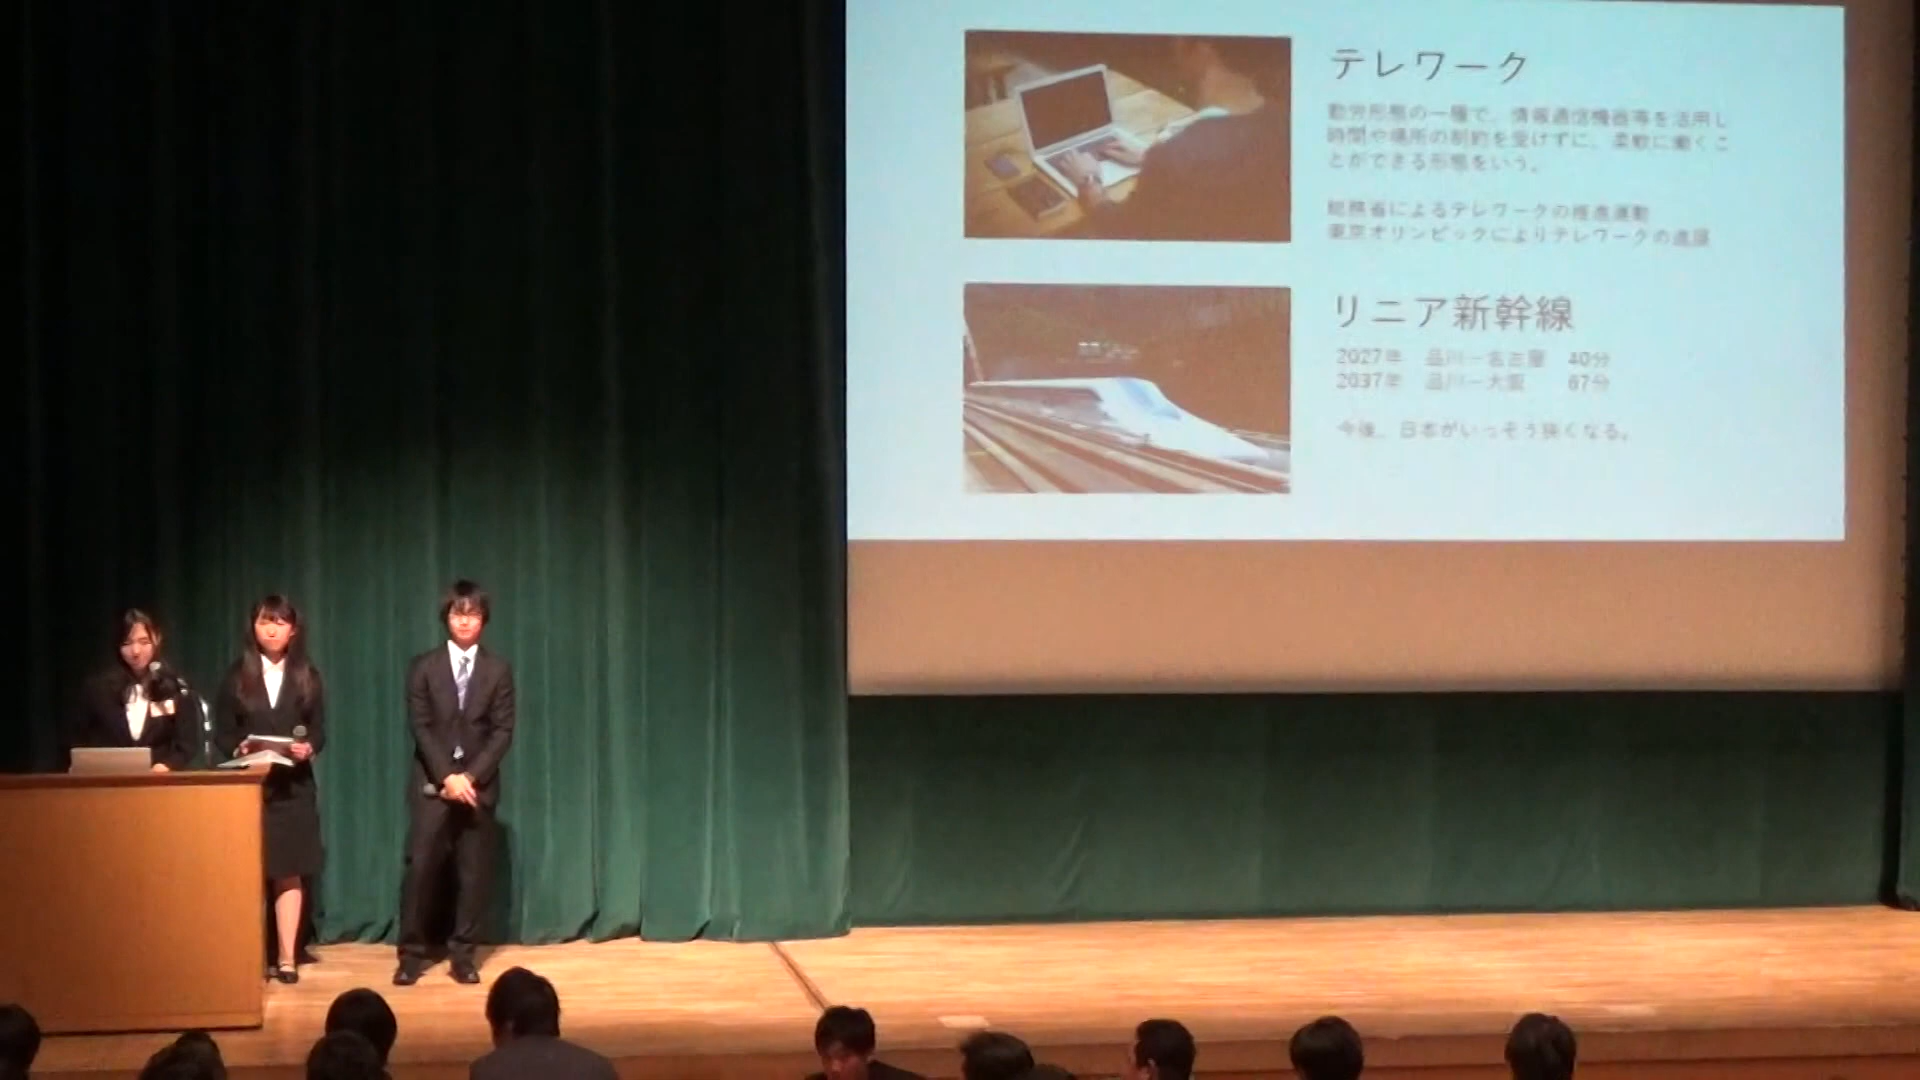 テレワーク
勤労形態の一種で、情報通信機器等を活用し
時間や場所の制約を受けずに、柔軟に働くこ
とができる形態をいう。
総務省によるテレワークの推進運動
東京オリンピックによりテレワークの進展
リニア新幹線
2027年 品川－名古屋 40分
2037年 品川－大阪 67分
今後、日本がいっそう狭くなる。